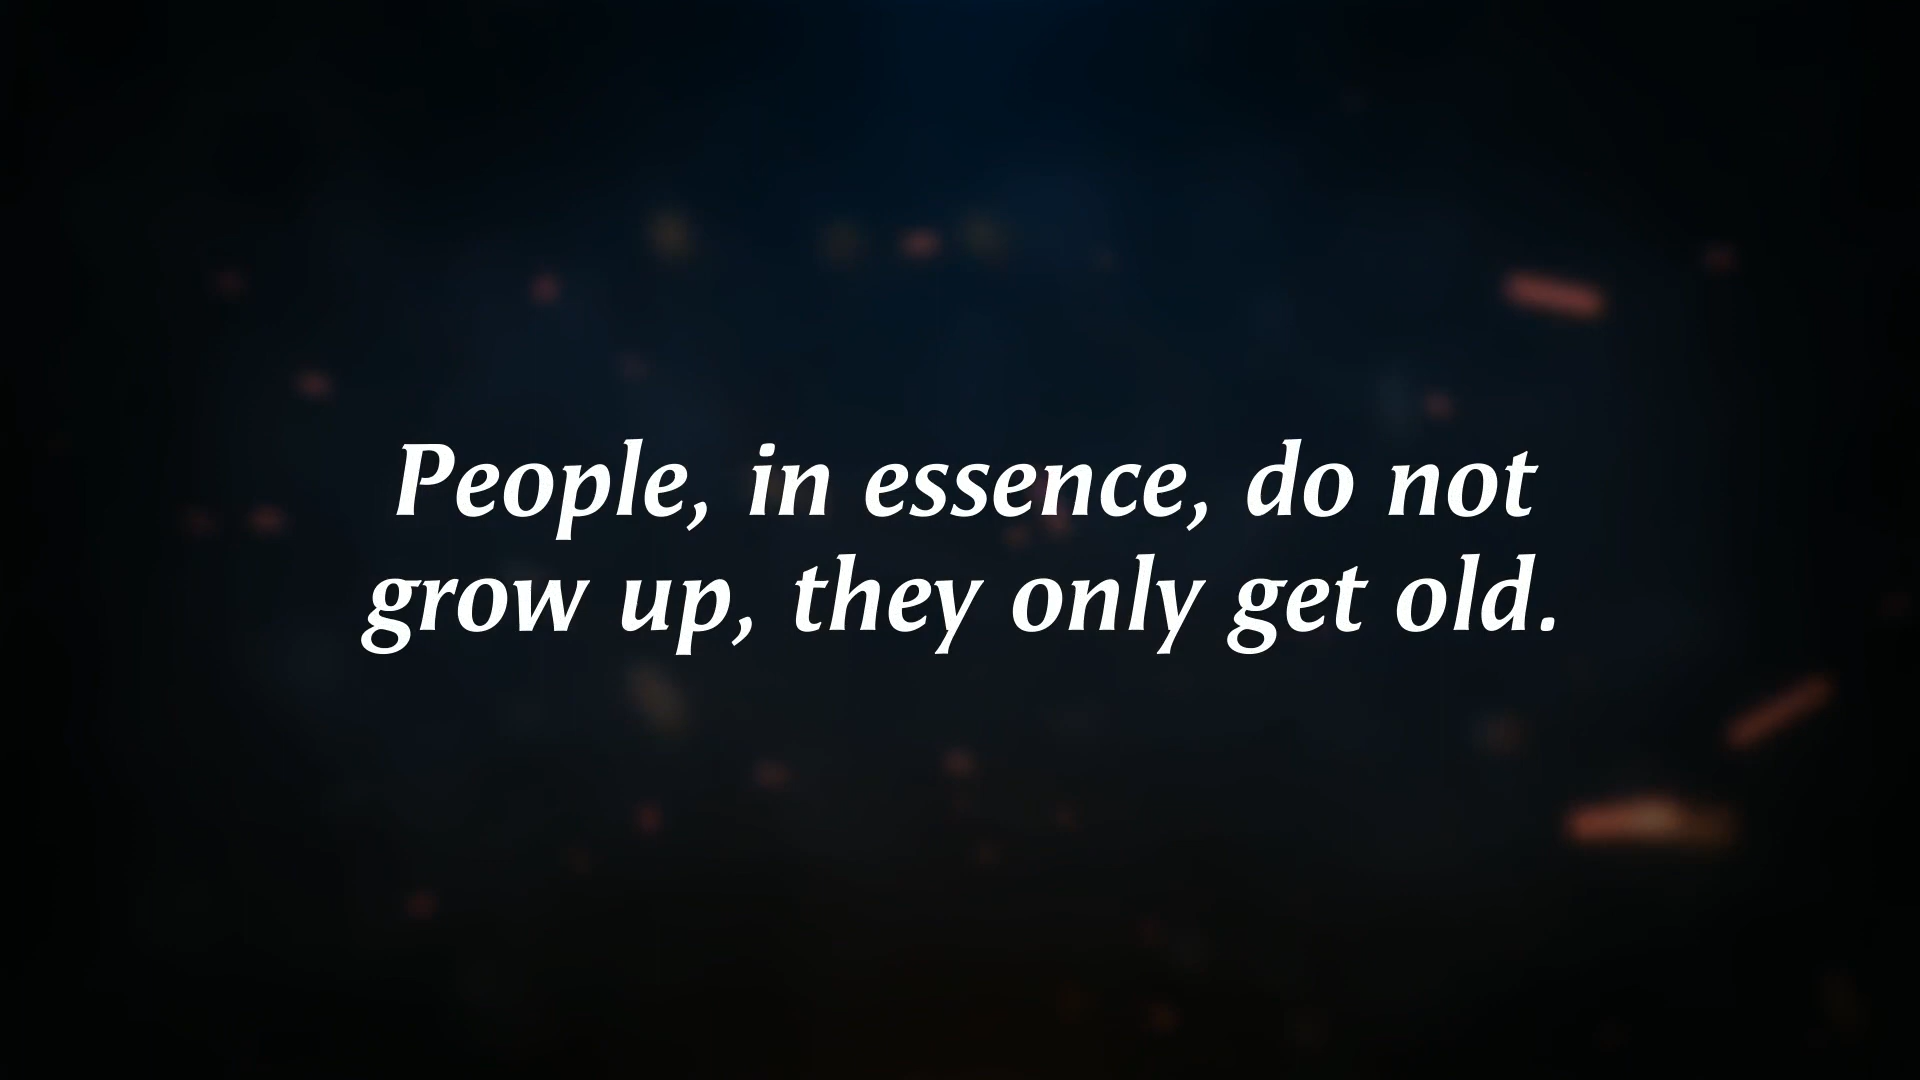 People, in essence, do not
grow up, they only get old.